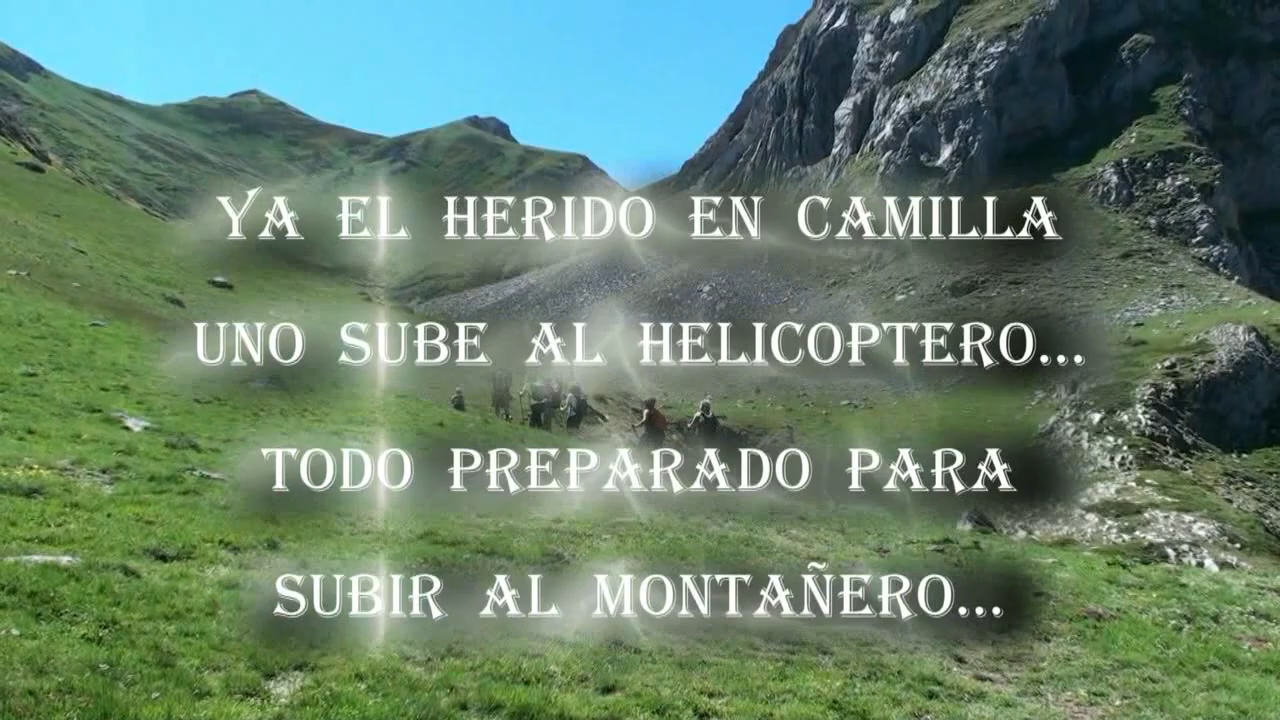 YA EL HERIDO EN CAMILLA
UNO SUBE AL HELICOPTERO...
TODO PREPARADO PARA
SUBIR AL MONTAÑERO...